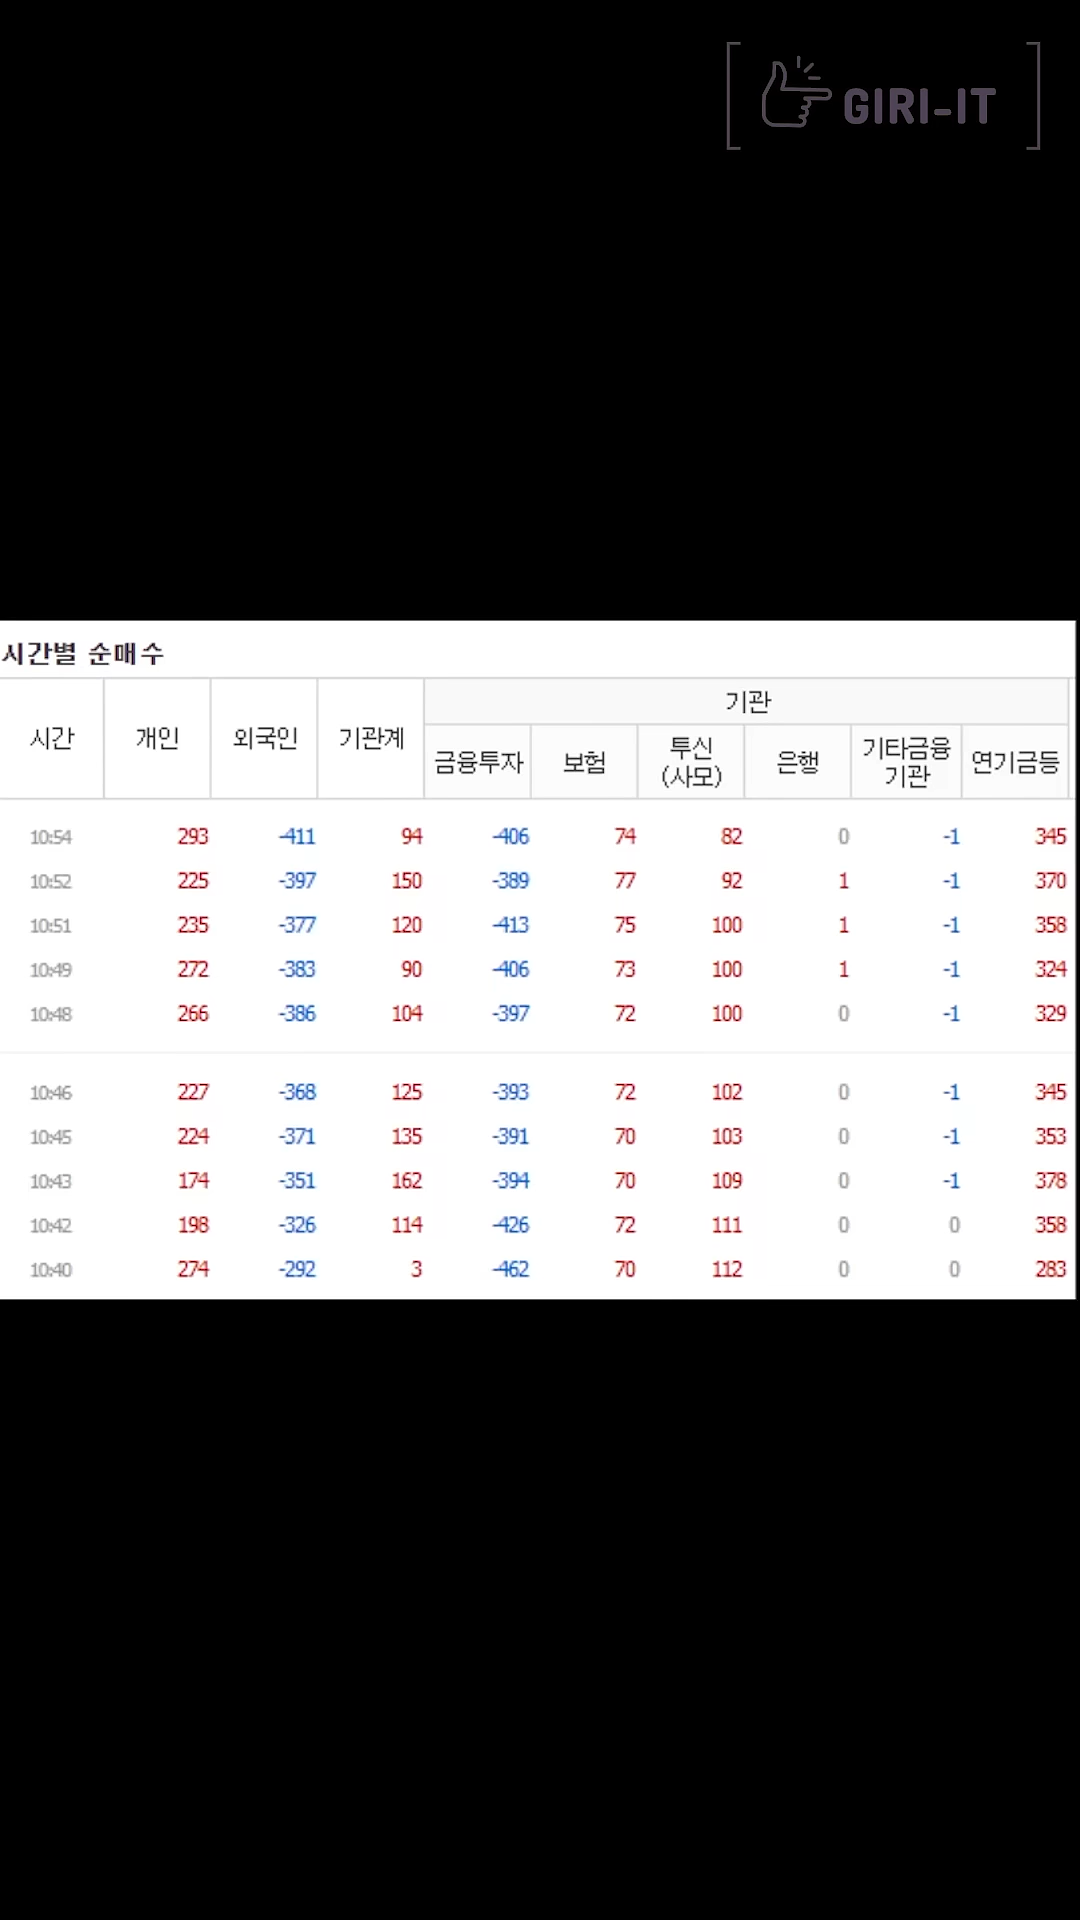 GIRI-IT
시간별 순매수
시간 개인 외국인 기관계 기관
금융투자 보험 투신(사모) 은행 기타금융기관 연기금등
10:54 293 -411 94 -406 74 82 0 -1 345
10:52 225 -397 150 -389 77 92 1 -1 370
10:51 235 -377 120 -413 75 100 1 -1 358
10:49 272 -383 90 -406 73 100 1 -1 324
10:48 266 -386 104 -397 72 100 0 -1 329
10:46 227 -368 125 -393 72 102 0 -1 345
10:45 224 -371 135 -391 70 103 0 -1 353
10:43 174 -351 162 -394 70 109 0 -1 378
10:42 198 -326 114 -426 72 111 0 0 358
10:40 274 -292 3 -462 70 112 0 0 283